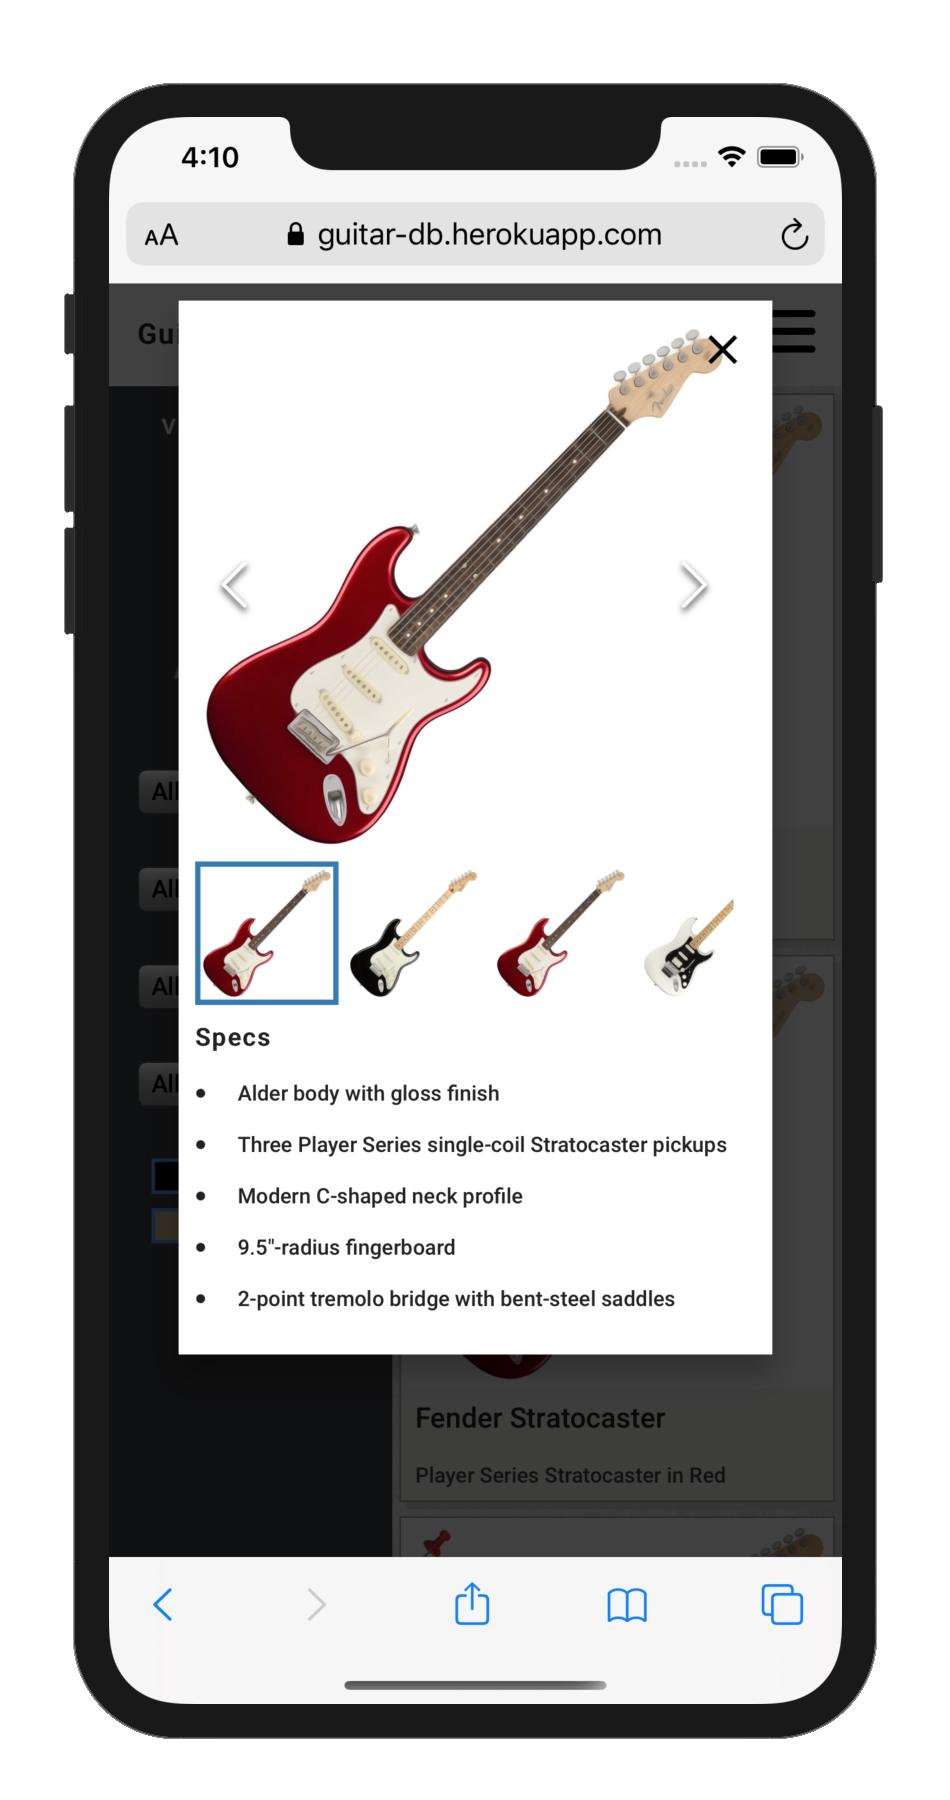 4:10
AA
guitar-db.herokuapp.com
Gui
V
Fender
All
All
All
All
Specs
• Alder body with gloss finish
• Three Player Series single-coil Stratocaster pickups
• Modern C-shaped neck profile
• 9.5"-radius fingerboard
• 2-point tremolo bridge with bent-steel saddles
Fender Stratocaster
Player Series Stratocaster in Red